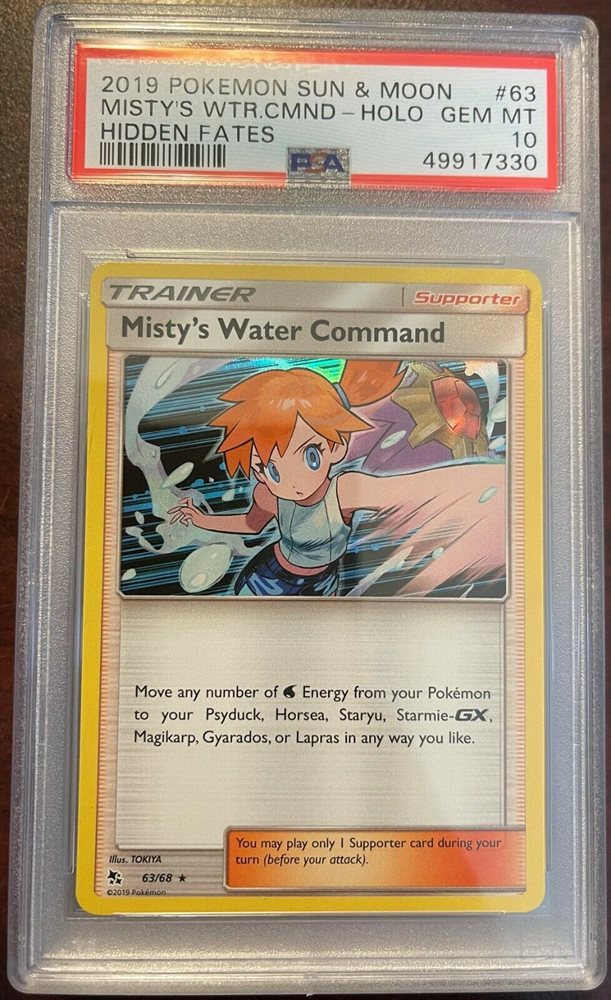 2019 POKEMON SUN & MOON #63
MISTY'S WTR.CMND - HOLO GEM MT
HIDDEN FATES 10
PSA 49917330
TRAINER Supporter
Misty's Water Command
Move any number of Energy from your Pokémon
to your Psyduck, Horsea, Staryu, Starmie-GX,
Magikarp, Gyarados, or Lapras in any way you like.
You may play only 1 Supporter card during your
turn (before your attack).
Illus. TOKIYA
63/68 ★
©2019 Pokémon